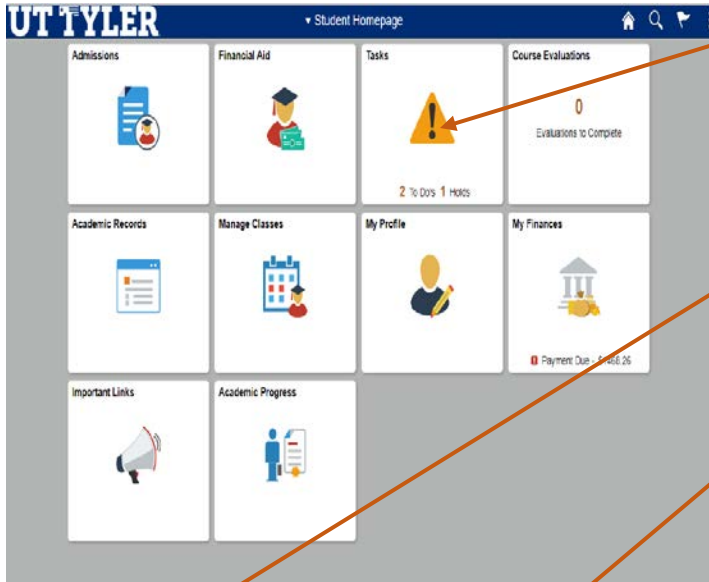 UT TYLER
▾ Student Homepage
Admissions
Financial Aid
Tasks
Course Evaluations
0
Evaluations to Complete
2 To Do's 1 Holds
Academic Records
Manage Classes
My Profile
My Finances
Payment Due -
Important Links
Academic Progress